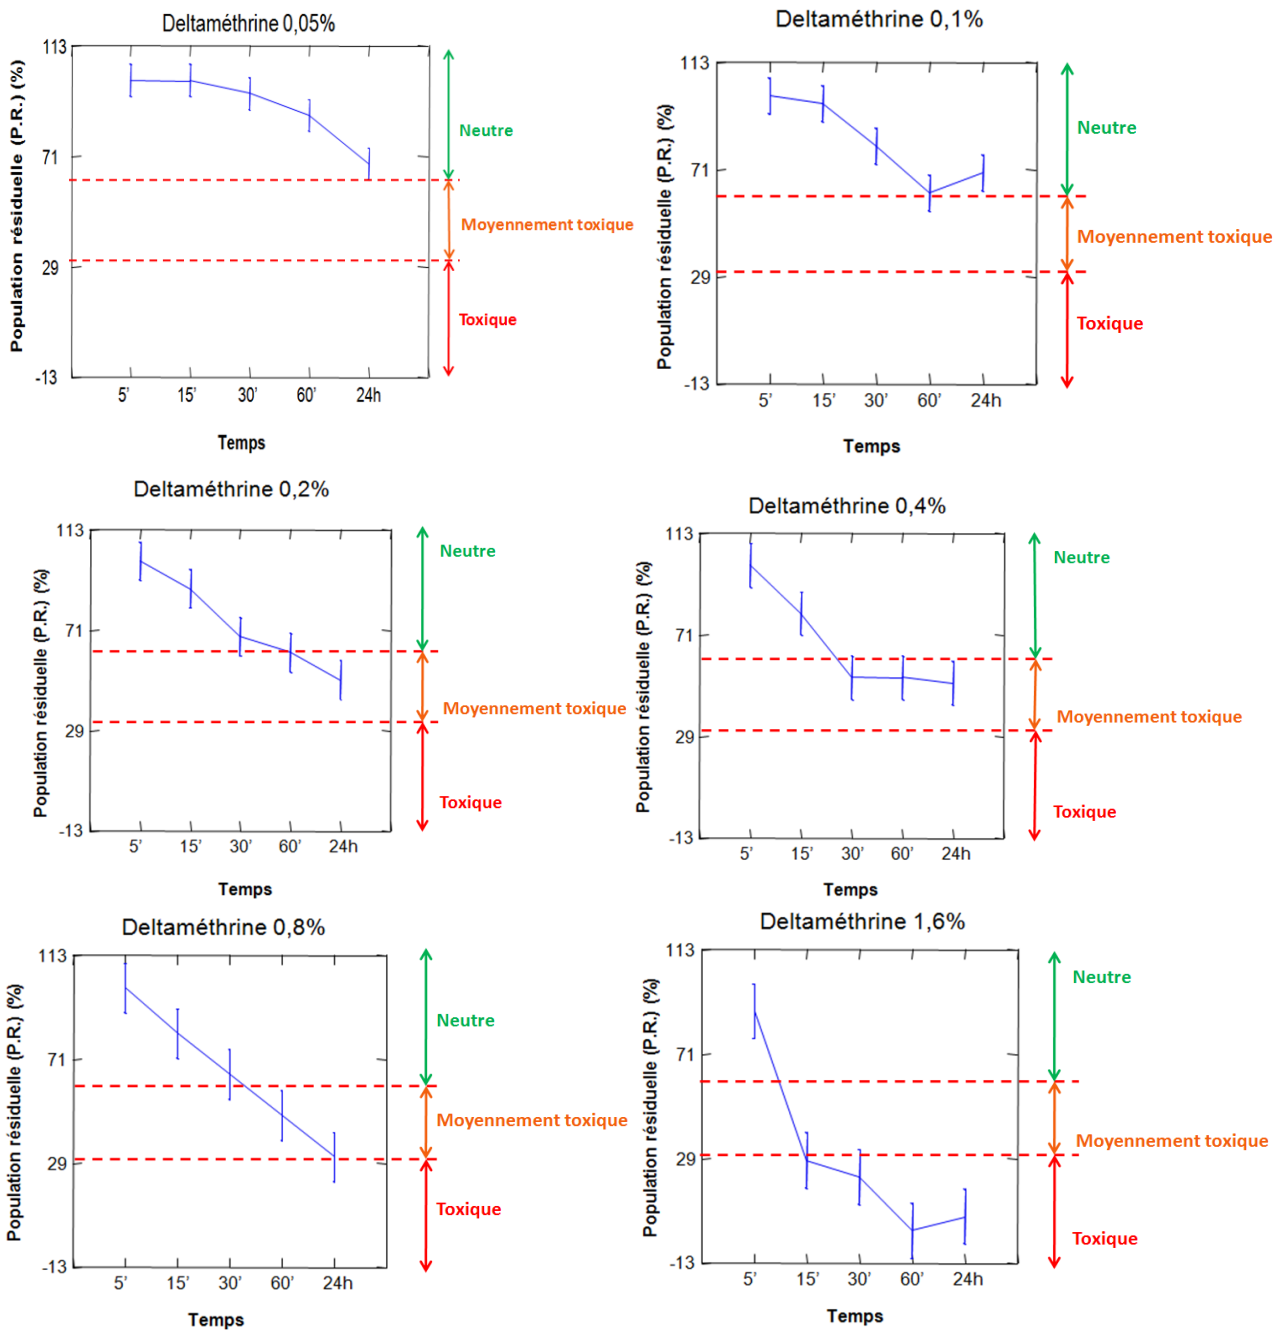 Deltaméthrine 0,05%
Population résiduelle (P.R.) (%)
113
71
29
-13
5' 15' 30' 60' 24h
Temps
Neutre
Moyennement toxique
Toxique
Deltaméthrine 0,1%
Population résiduelle (P.R.) (%)
113
71
29
-13
5' 15' 30' 60' 24h
Temps
Neutre
Moyennement toxique
Toxique
Deltaméthrine 0,2%
Population résiduelle (P.R.) (%)
113
71
29
-13
5' 15' 30' 60' 24h
Temps
Neutre
Moyennement toxique
Toxique
Deltaméthrine 0,4%
Population résiduelle (P.R.) (%)
113
71
29
-13
5' 15' 30' 60' 24h
Temps
Neutre
Moyennement toxique
Toxique
Deltaméthrine 0,8%
Population résiduelle (P.R.) (%)
113
71
29
-13
5' 15' 30' 60' 24h
Temps
Neutre
Moyennement toxique
Toxique
Deltaméthrine 1,6%
Population résiduelle (P.R.) (%)
113
71
29
-13
5' 15' 30' 60' 24h
Temps
Neutre
Moyennement toxique
Toxique